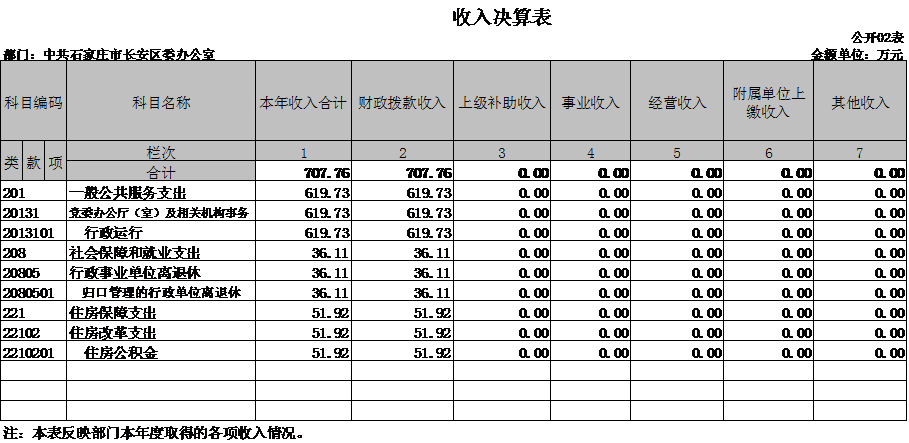 收入决算表
公开02表
部门：中共石家庄市长安区委办公室 金额单位：万元
科目编码 科目名称 本年收入合计 财政拨款收入 上级补助收入 事业收入 经营收入 附属单位上缴收入 其他收入
类 款 项 栏次 1 2 3 4 5 6 7
合计 707.76 707.76 0.00 0.00 0.00 0.00 0.00
201 一般公共服务支出 619.73 619.73 0.00 0.00 0.00 0.00 0.00
20131 党委办公厅（室）及相关机构事务 619.73 619.73 0.00 0.00 0.00 0.00 0.00
2013101 行政运行 619.73 619.73 0.00 0.00 0.00 0.00 0.00
208 社会保障和就业支出 36.11 36.11 0.00 0.00 0.00 0.00 0.00
20805 行政事业单位离退休 36.11 36.11 0.00 0.00 0.00 0.00 0.00
2080501 归口管理的行政单位离退休 36.11 36.11 0.00 0.00 0.00 0.00 0.00
221 住房保障支出 51.92 51.92 0.00 0.00 0.00 0.00 0.00
22102 住房改革支出 51.92 51.92 0.00 0.00 0.00 0.00 0.00
2210201 住房公积金 51.92 51.92 0.00 0.00 0.00 0.00 0.00
注：本表反映部门本年度取得的各项收入情况。